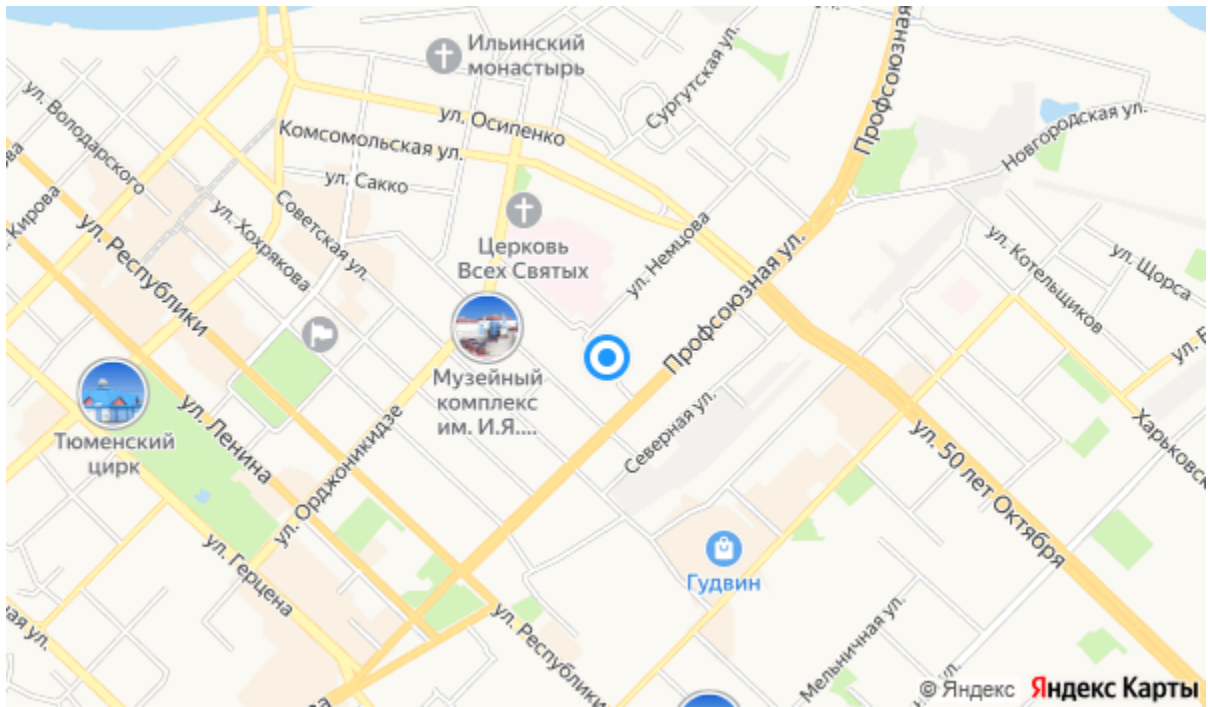 Ильинский
монастырь
Сургутская ул.
Профсоюзная
ул. Володарского
ул. Осипенко
Новгородская ул.
Комсомольская ул.
ул. Сакко
ул. Кирова
ул. Хохрякова
Советская ул.
ул. Республики
Церковь
Всех Святых
ул. Немцова
Профсоюзная ул.
ул. Котельщиков
ул. Щорса
Музейный
комплекс
им. И.Я....
Тюменский
цирк
ул. Ленина
ул. Орджоникидзе
Северная ул.
ул. 50 лет Октября
Харьковск
ул. Герцена
Гудвин
ул. Республики
Мельничная ул.
ул.
© Яндекс Яндекс Карты